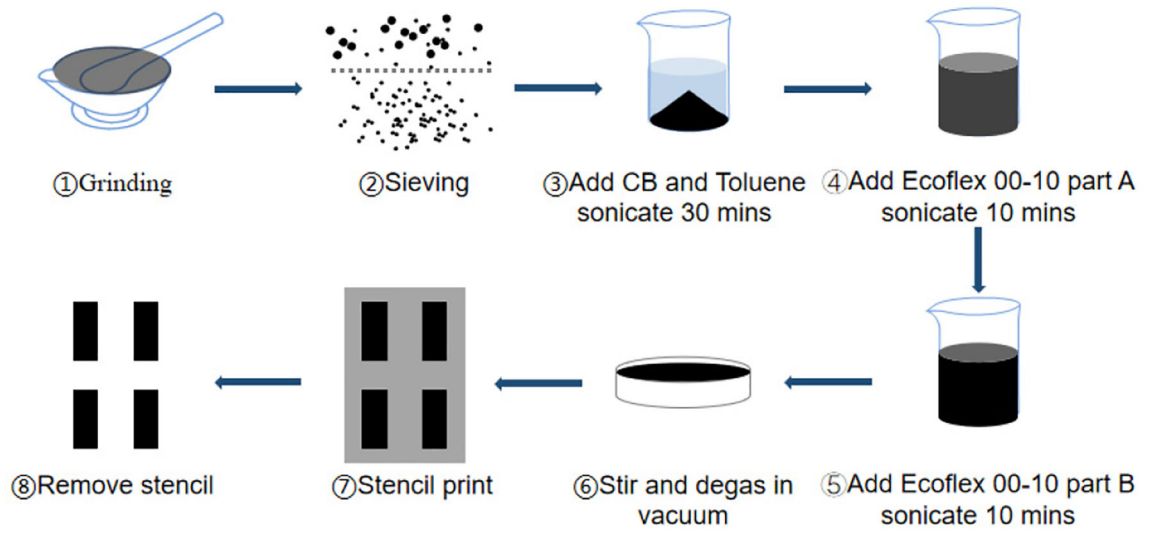 ①Grinding
②Sieving
③Add CB and Toluene
sonicate 30 mins
④Add Ecoflex 00-10 part A
sonicate 10 mins
⑧Remove stencil
⑦Stencil print
⑥Stir and degas in
vacuum
⑤Add Ecoflex 00-10 part B
sonicate 10 mins